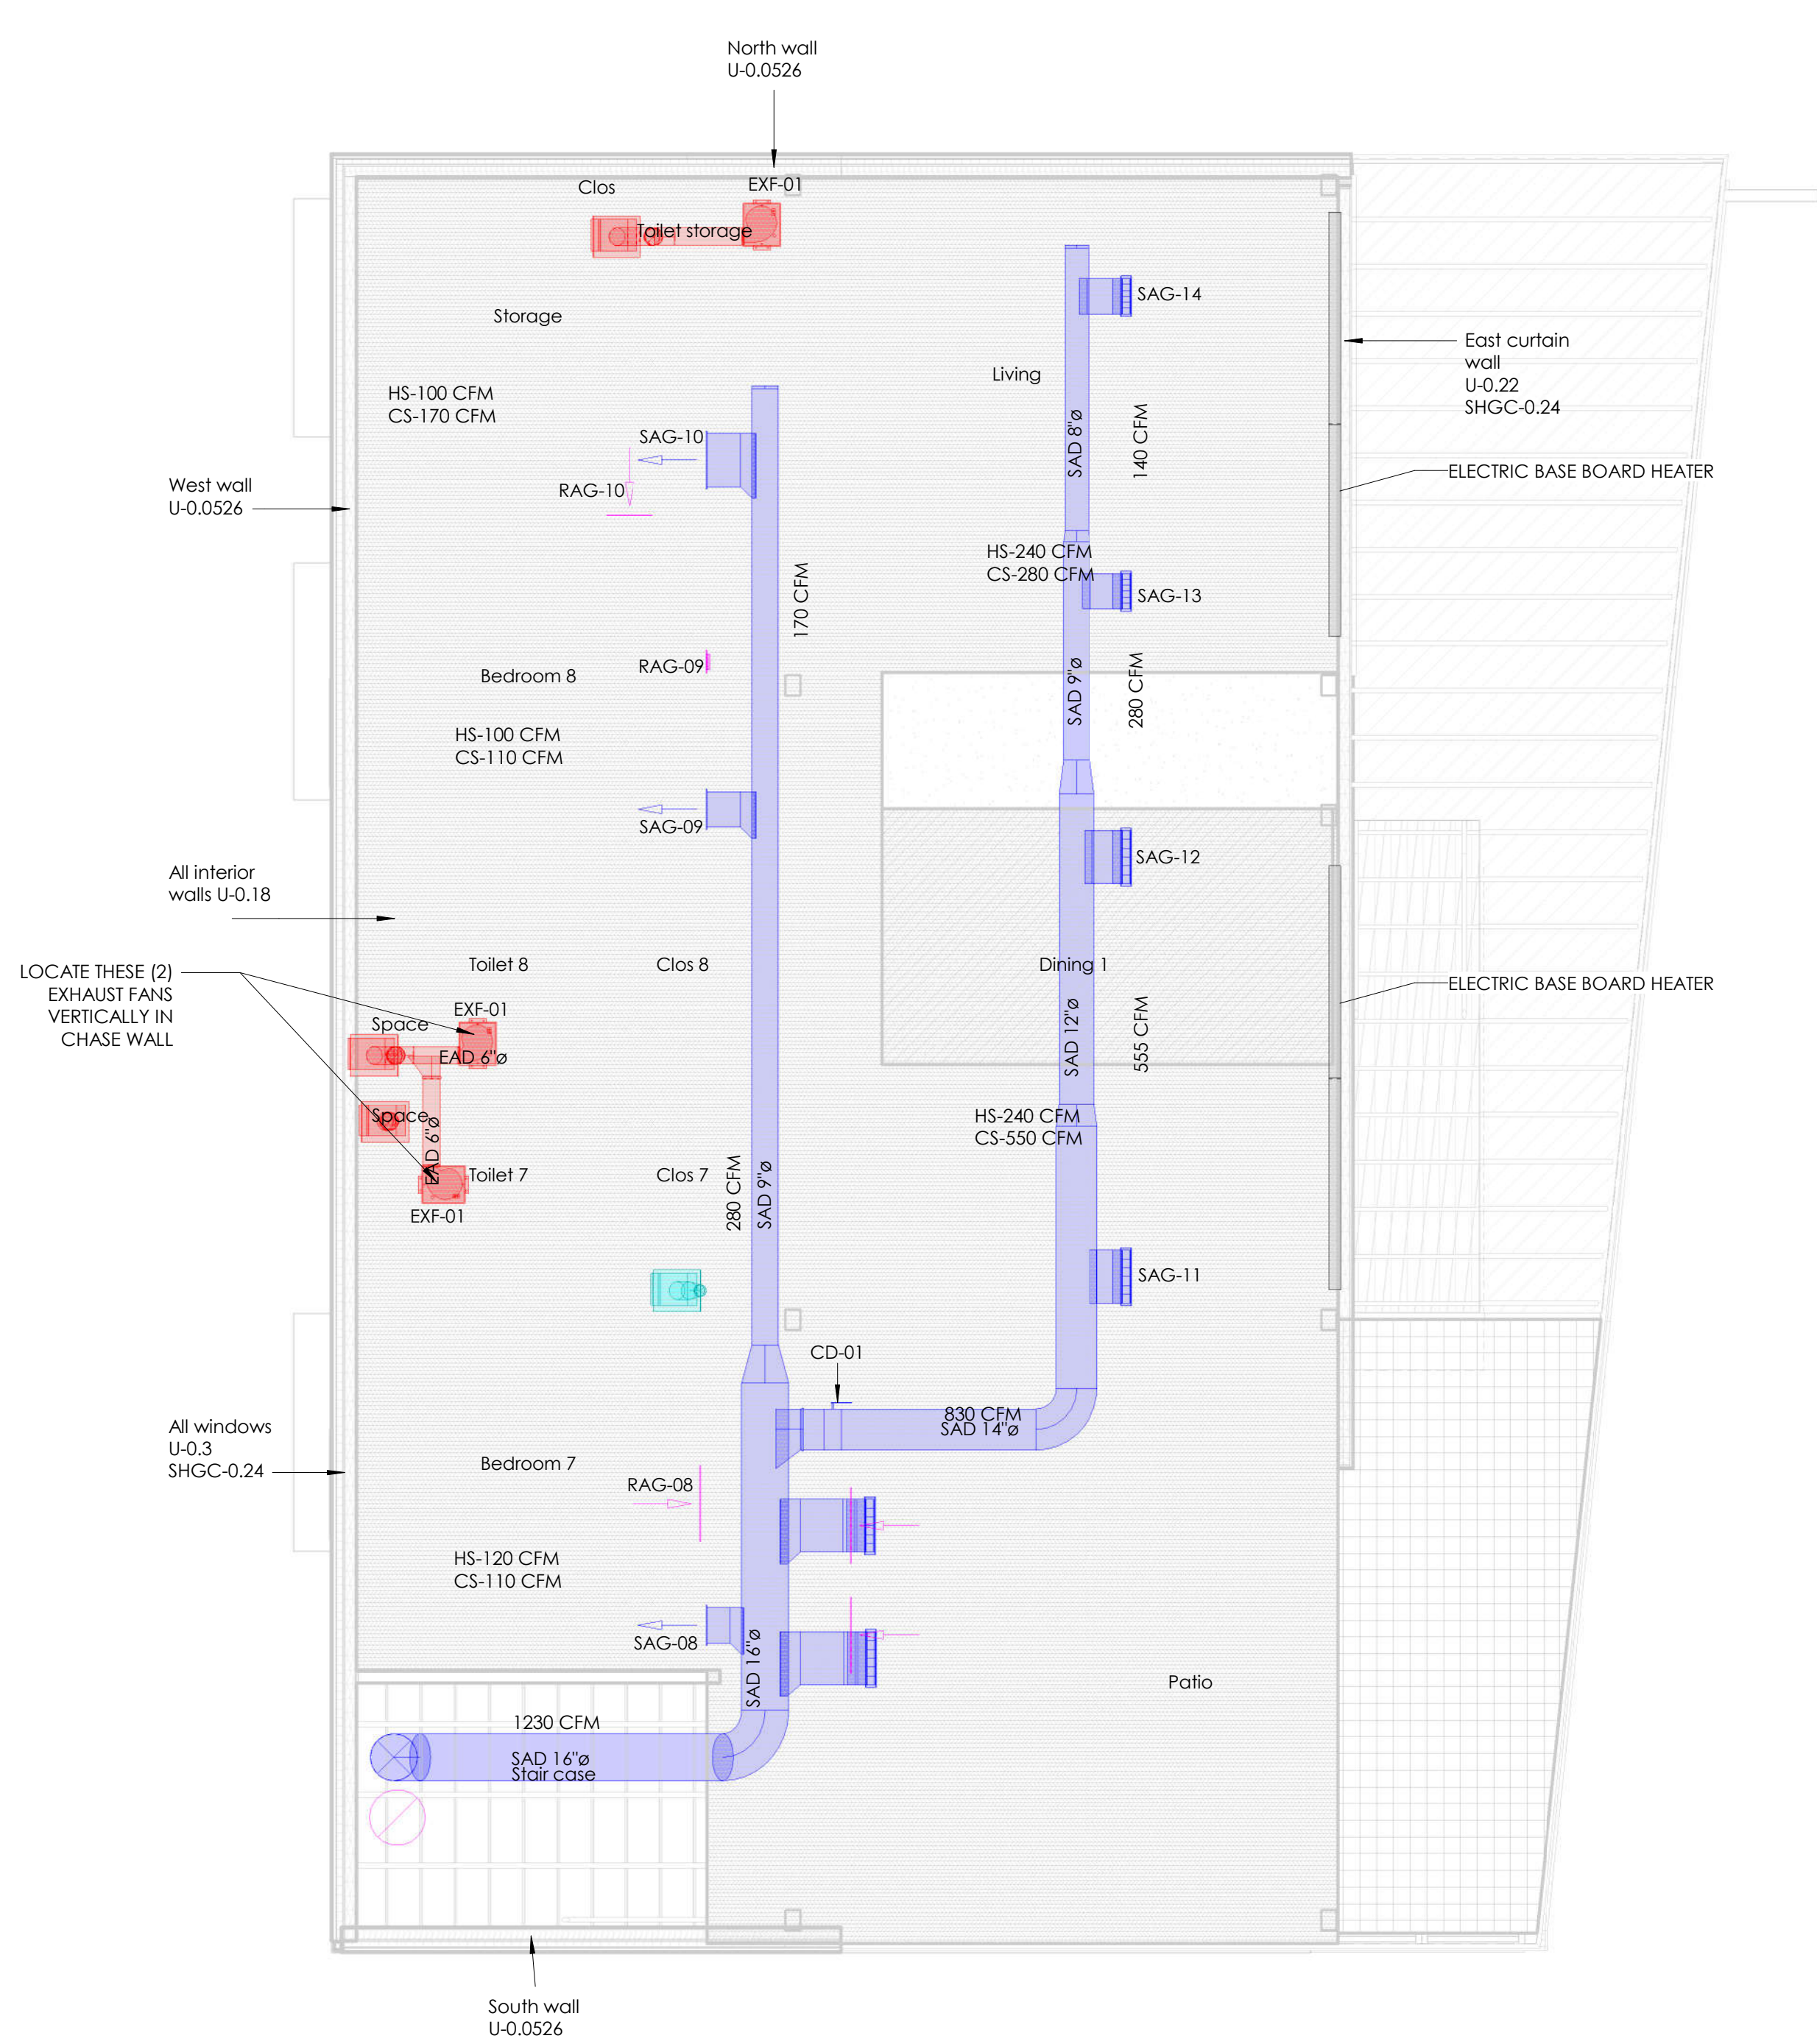 North wall
U-0.0526
Clos
EXF-01
Toilet storage
SAG-14
Storage
East curtain
wall
U-0.22
SHGC-0.24
Living
HS-100 CFM
CS-170 CFM
SAD 8"ø
140 CFM
SAG-10
ELECTRIC BASE BOARD HEATER
RAG-10
West wall
U-0.0526
HS-240 CFM
CS-280 CFM
170 CFM
SAG-13
RAG-09
Bedroom 8
SAD 9"ø
280 CFM
HS-100 CFM
CS-110 CFM
SAG-09
SAG-12
All interior
walls U-0.18
Toilet 8
Clos 8
Dining 1
LOCATE THESE (2)
EXHAUST FANS
VERTICALLY IN
CHASE WALL
ELECTRIC BASE BOARD HEATER
EXF-01
Space
EAD 6"ø
SAD 12"ø
555 CFM
Space
EAD 6"ø
HS-240 CFM
CS-550 CFM
Toilet 7
Clos 7
280 CFM
SAD 9"ø
EXF-01
SAG-11
CD-01
830 CFM
SAD 14"ø
All windows
U-0.3
SHGC-0.24
Bedroom 7
RAG-08
HS-120 CFM
CS-110 CFM
SAG-08
SAD 16"ø
Patio
1230 CFM
SAD 16"ø
Stair case
South wall
U-0.0526